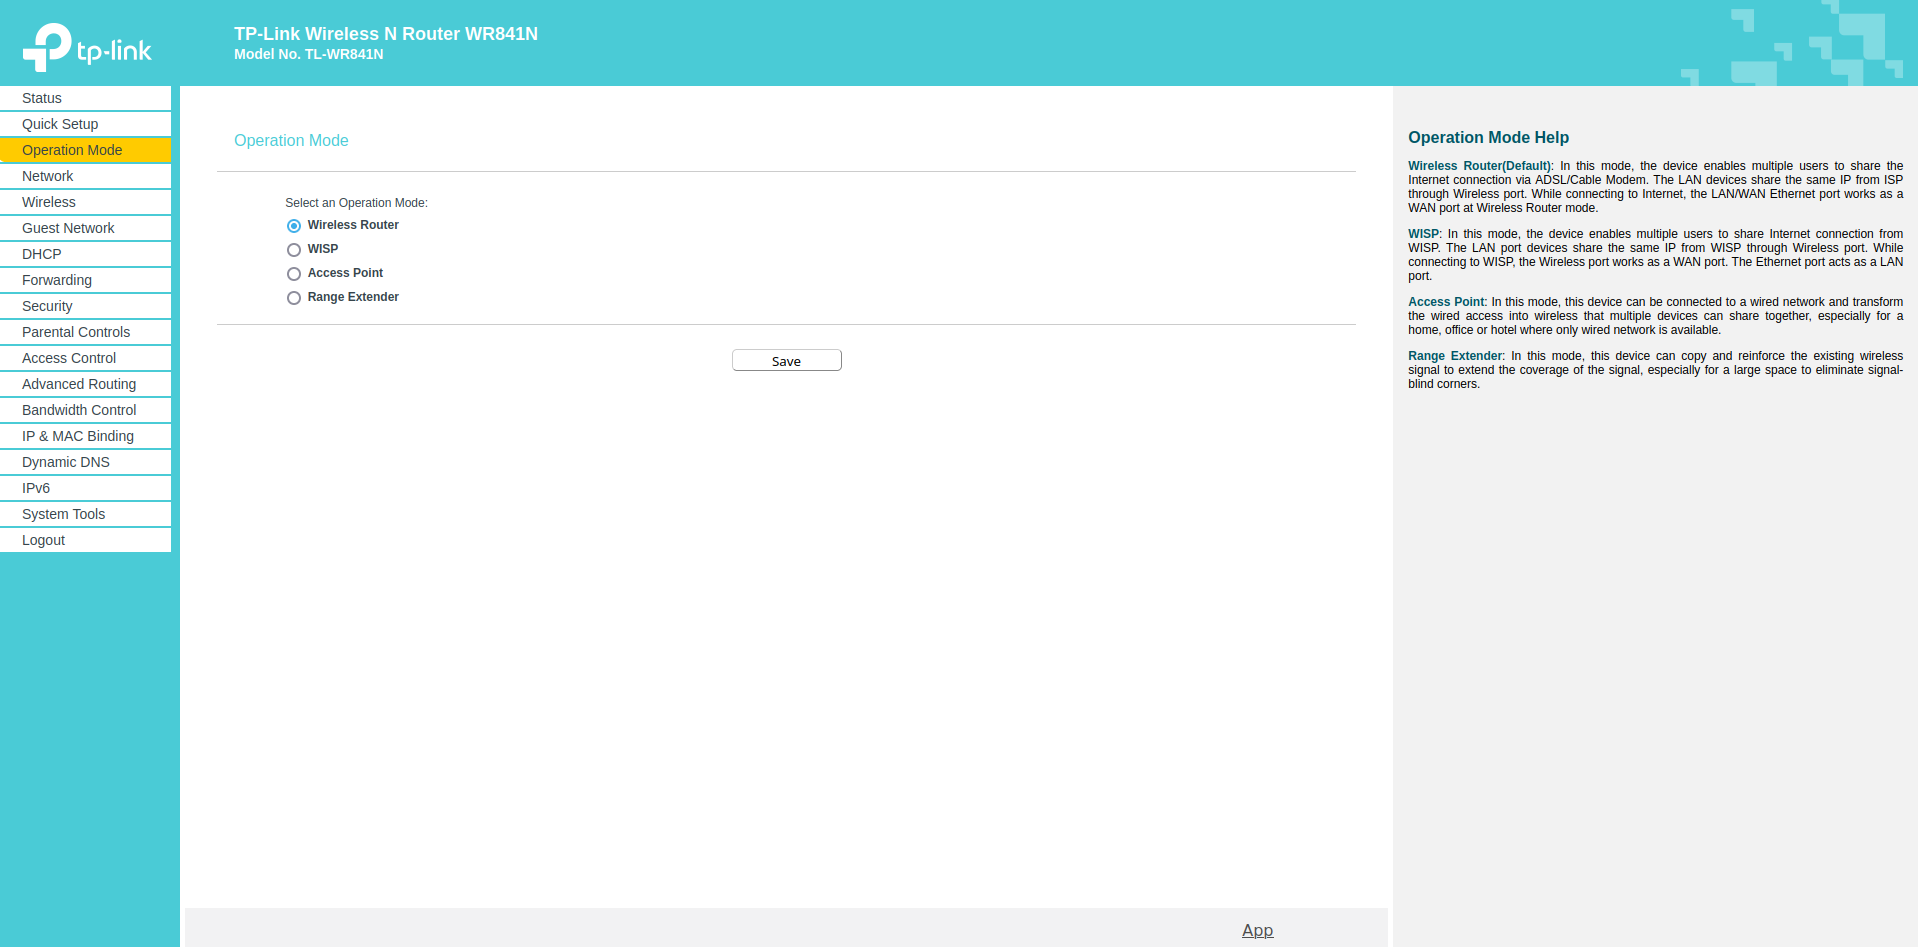 tp-link
TP-Link Wireless N Router WR841N
Model No. TL-WR841N
Status
Quick Setup
Operation Mode
Network
Wireless
Guest Network
DHCP
Forwarding
Security
Parental Controls
Access Control
Advanced Routing
Bandwidth Control
IP & MAC Binding
Dynamic DNS
IPv6
System Tools
Logout
Operation Mode
Select an Operation Mode:
Wireless Router
WISP
Access Point
Range Extender
Save
App
Operation Mode Help
Wireless Router(Default): In this mode, the device enables multiple users to share the
Internet connection via ADSL/Cable Modem. The LAN devices share the same IP from ISP
through Wireless port. While connecting to Internet, the LAN/WAN Ethernet port works as a
WAN port at Wireless Router mode.
WISP: In this mode, the device enables multiple users to share Internet connection from
WISP. The LAN port devices share the same IP from WISP through Wireless port. While
connecting to WISP, the Wireless port works as a WAN port. The Ethernet port acts as a LAN
port.
Access Point: In this mode, this device can be connected to a wired network and transform
the wired access into wireless that multiple devices can share together, especially for a
home, office or hotel where only wired network is available.
Range Extender: In this mode, this device can copy and reinforce the existing wireless
signal to extend the coverage of the signal, especially for a large space to eliminate signal-
blind corners.